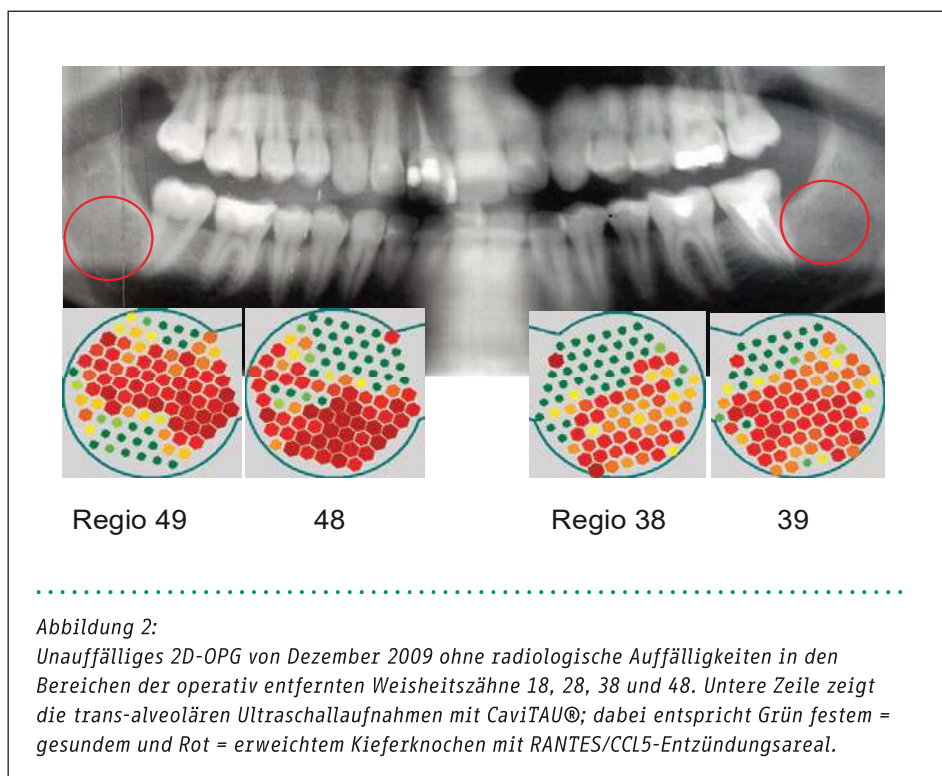 Regio 49 48 Regio 38 39
Abbildung 2:
Unauffälliges 2D-OPG von Dezember 2009 ohne radiologische Auffälligkeiten in den
Bereichen der operativ entfernten Weisheitszähne 18, 28, 38 und 48. Untere Zeile zeigt
die trans-alveolären Ultraschallaufnahmen mit CaviTAU®; dabei entspricht Grün festem =
gesundem und Rot = erweichtem Kieferknochen mit RANTES/CCL5-Entzündungsareal.